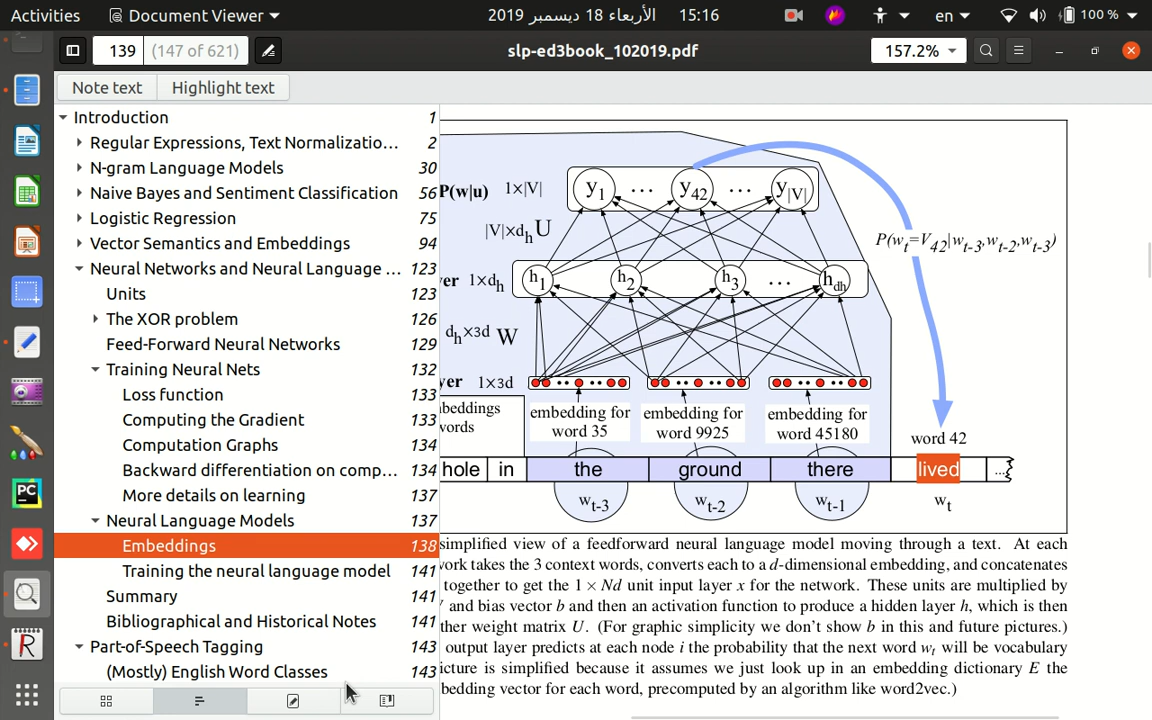 Activities
Document Viewer
الأربعاء 18 ديسمبر 2019
15:16
en
100 %
139
(147 of 621)
slp-ed3book_102019.pdf
157.2%
Note text
Highlight text
Introduction 1
Regular Expressions, Text Normalizatio... 2
N-gram Language Models 30
Naive Bayes and Sentiment Classification 56
Logistic Regression 75
Vector Semantics and Embeddings 94
Neural Networks and Neural Language ... 123
Units 123
The XOR problem 126
Feed-Forward Neural Networks 129
Training Neural Nets 132
Loss function 133
Computing the Gradient 133
Computation Graphs 134
Backward differentiation on comp... 134
More details on learning 137
Neural Language Models 137
Embeddings 138
Training the neural language model 141
Summary 141
Bibliographical and Historical Notes 141
Part-of-Speech Tagging 143
(Mostly) English Word Classes 143
PC
R
P(w|u) 1×|V|
y1 ... y42 ... y|V|
|V|×dh U
P(wt=V42|wt-3,wt-2,wt-3)
1×dh
h1 h2 h3 ... hdh
dh×3d W
1×3d
embedding for word 35
embedding for word 9925
embedding for word 45180
word 42
hole in the ground there lived ...
wt-3 wt-2 wt-1 wt
simplified view of a feedforward neural language model moving through a text. At each
takes the 3 context words, converts each to a d-dimensional embedding, and concatenates
together to get the 1 × Nd unit input layer x for the network. These units are multiplied by
and bias vector b and then an activation function to produce a hidden layer h, which is then
weight matrix U. (For graphic simplicity we don't show b in this and future pictures.)
output layer predicts at each node i the probability that the next word wt will be vocabulary
is simplified because it assumes we just look up in an embedding dictionary E the
vector for each word, precomputed by an algorithm like word2vec.)